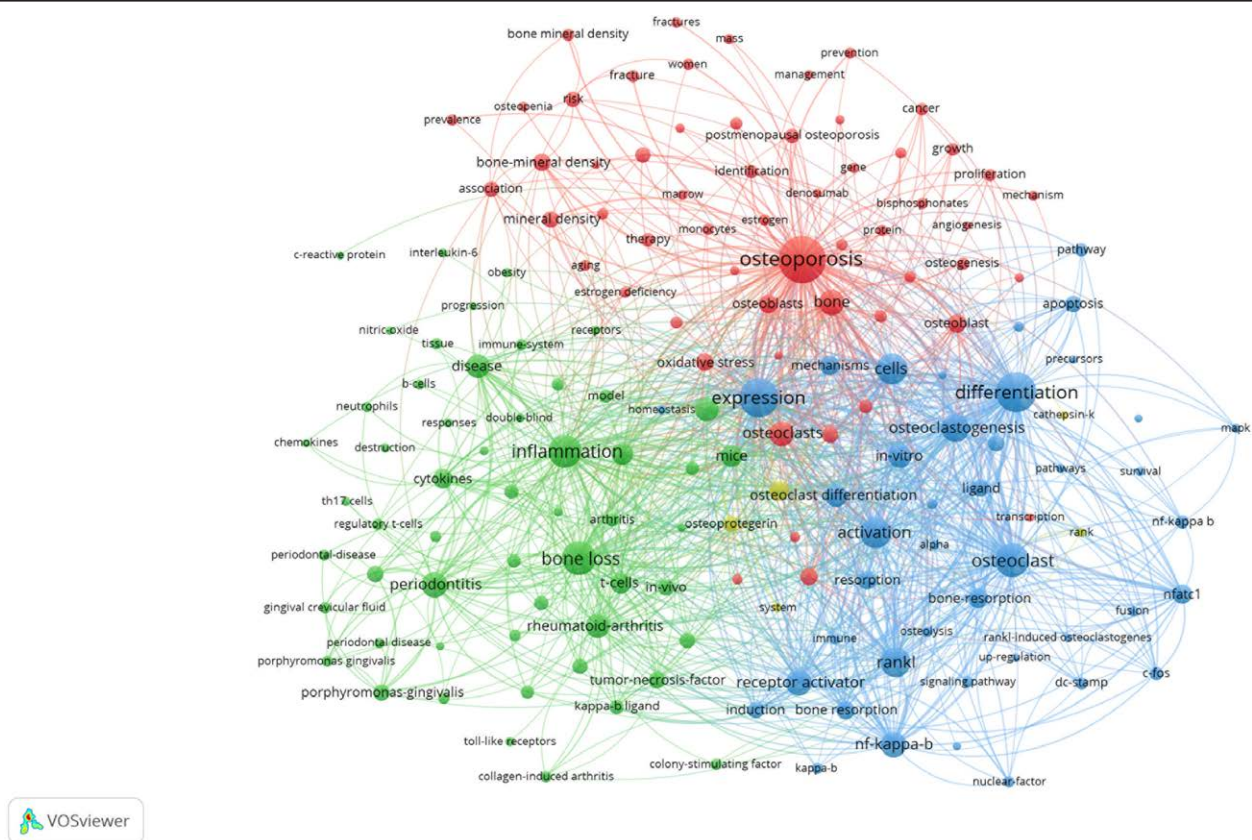 fractures
bone mineral density
mass
prevention
women
management
fracture
risk
osteopenia
cancer
prevalence
postmenopausal osteoporosis
growth
bone-mineral density
gene
identification
proliferation
association
marrow
denosumab
mechanism
bisphosphonates
mineral density
estrogen
angiogenesis
monocytes
protein
therapy
pathway
interleukin-6
c-reactive protein
osteoporosis
osteogenesis
aging
obesity
estrogen deficiency
bone
osteoblasts
apoptosis
progression
osteoblast
nitric-oxide
receptors
tissue
immune-system
precursors
oxidative stress
mechanisms
disease
cells
b-cells
differentiation
model
expression
neutrophils
homeostasis
cathepsin-k
double-blind
responses
osteoclastogenesis
mapk
osteoclasts
chemokines
destruction
inflammation
mice
in-vitro
pathways
survival
cytokines
ligand
osteoclast differentiation
th17 cells
transcription
arthritis
nf-kappa b
regulatory t-cells
osteoprotegerin
activation
rank
alpha
periodontal-disease
bone loss
osteoclast
resorption
t-cells
periodontitis
in-vivo
nfatc1
bone-resorption
gingival crevicular fluid
system
fusion
rheumatoid-arthritis
osteolysis
immune
rankl-induced osteoclastogenes
periodontal disease
up-regulation
porphyromonas gingivalis
rankl
c-fos
tumor-necrosis-factor
receptor activator
signaling pathway
dc-stamp
porphyromonas-gingivalis
kappa-b ligand
induction
bone resorption
toll-like receptors
nf-kappa-b
colony-stimulating factor
kappa-b
collagen-induced arthritis
nuclear-factor
VOSviewer